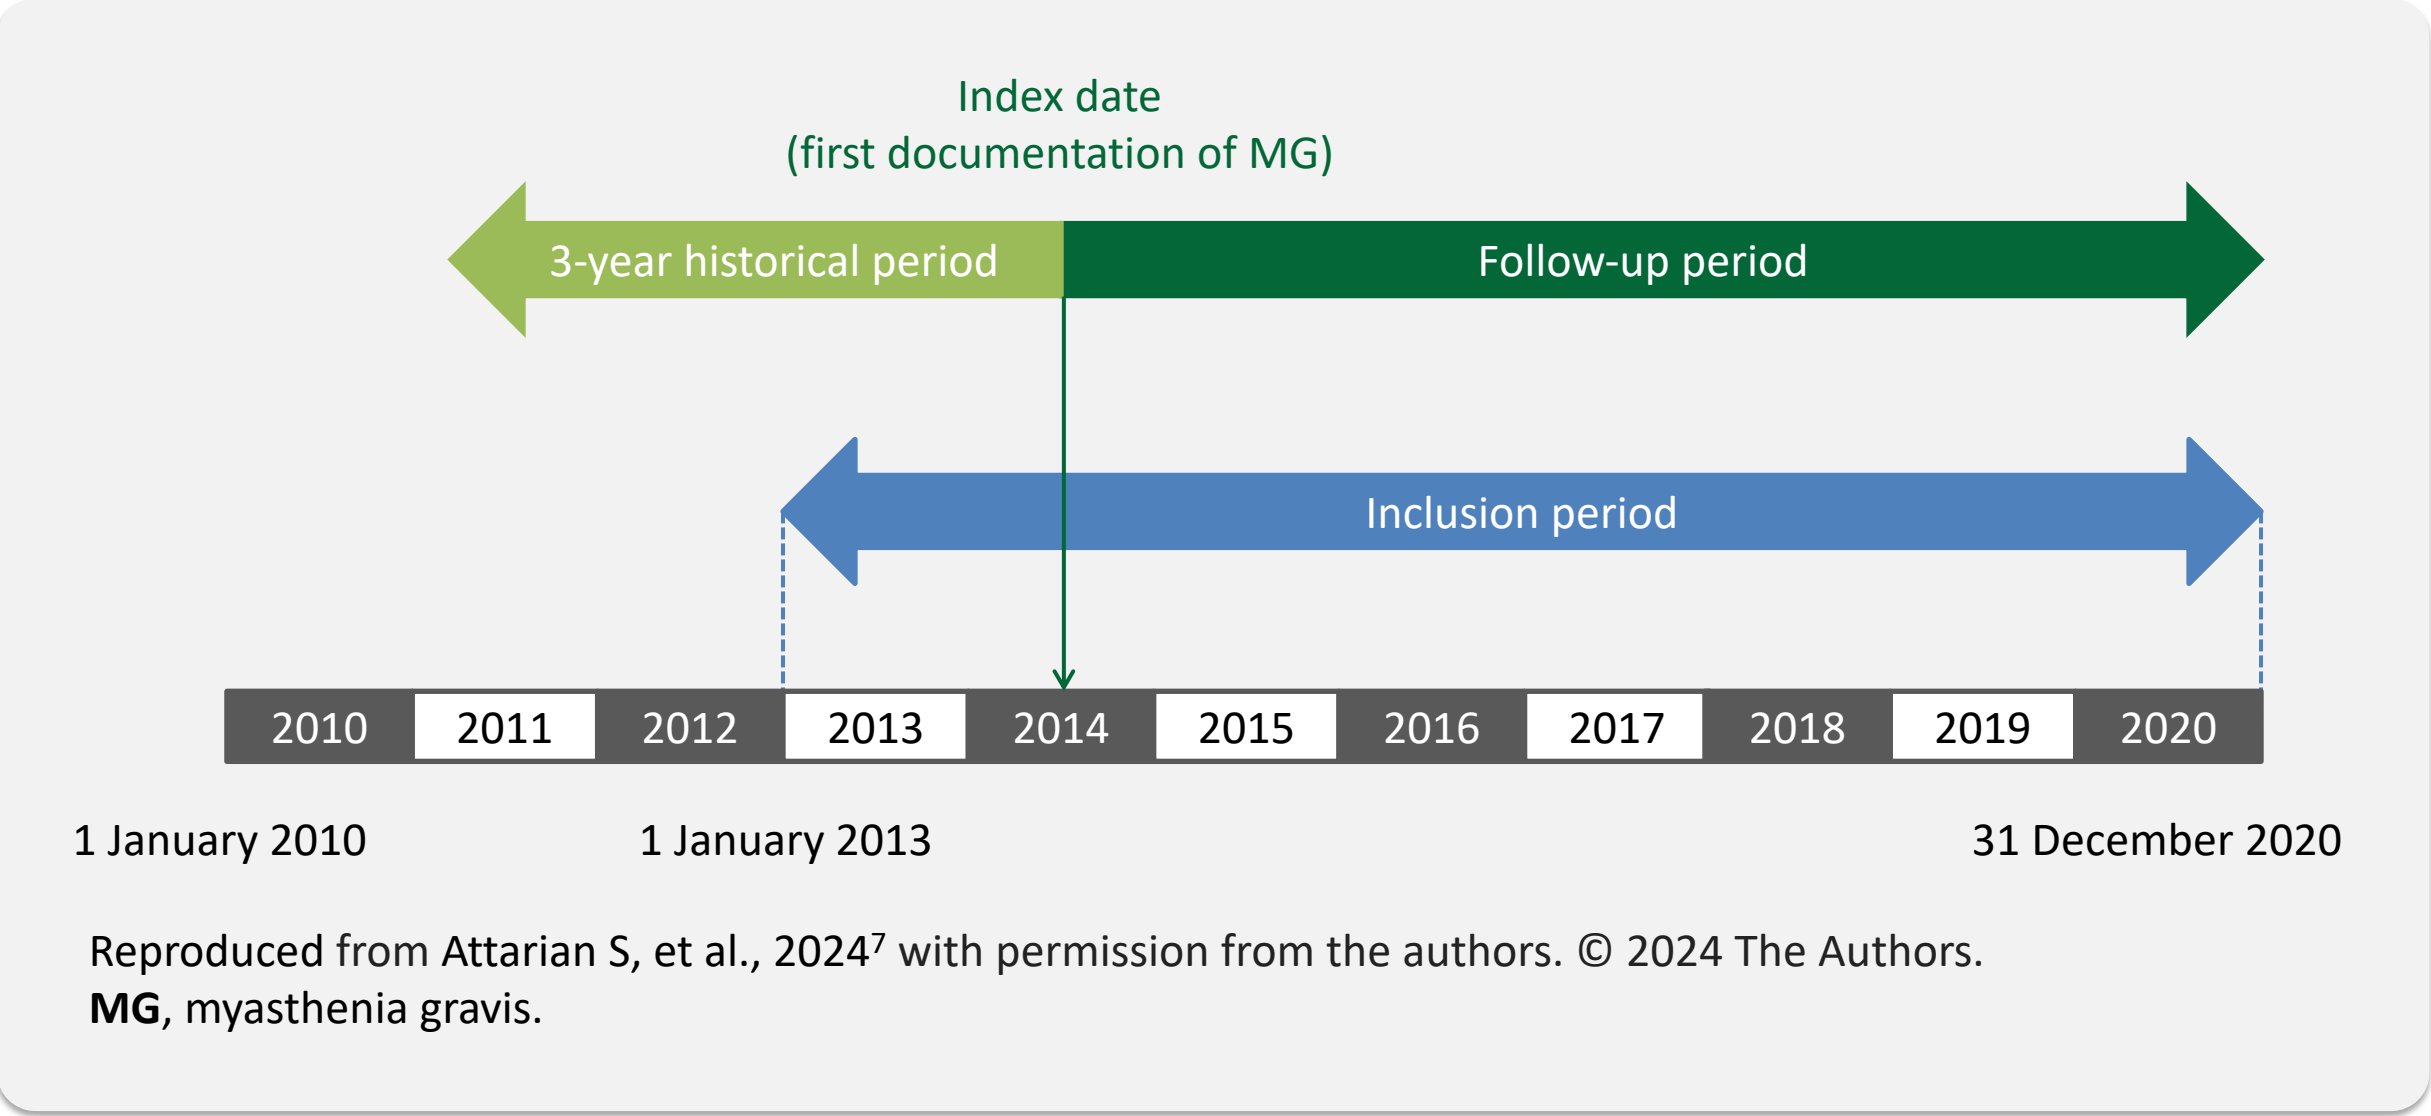 Index date
(first documentation of MG)
3-year historical period
Follow-up period
Inclusion period
2010 2011 2012 2013 2014 2015 2016 2017 2018 2019 2020
1 January 2010
1 January 2013
31 December 2020
Reproduced from Attarian S, et al., 2024⁷ with permission from the authors. © 2024 The Authors.
MG, myasthenia gravis.